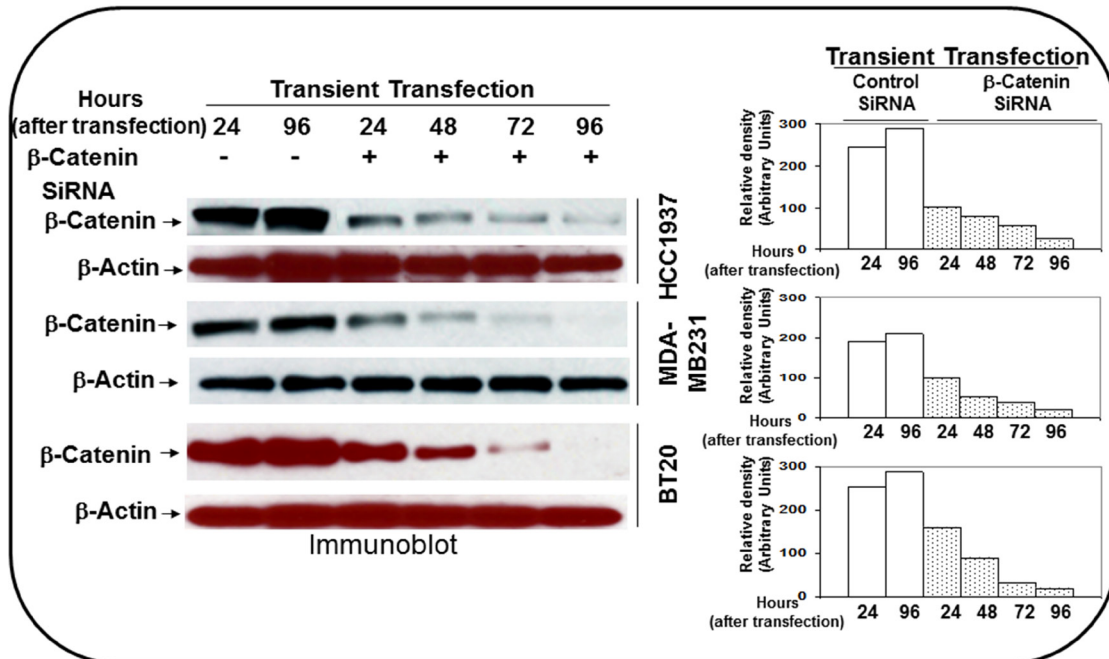 Transient Transfection
Hours
(after transfection) 24 96 24 48 72 96
β-Catenin - - + + + +
SiRNA
β-Catenin→
β-Actin→
HCC1937
β-Catenin→
β-Actin→
MDA-
MB231
β-Catenin→
β-Actin→
BT20
Immunoblot
Transient Transfection
Control
SiRNA
β-Catenin
SiRNA
Relative density
(Arbitrary Units)
300
200
100
0
Hours
(after transfection)
24 96 24 48 72 96
Relative density
(Arbitrary Units)
300
200
100
0
Hours
(after transfection)
24 96 24 48 72 96
Relative density
(Arbitrary Units)
300
200
100
0
Hours
(after transfection)
24 96 24 48 72 96